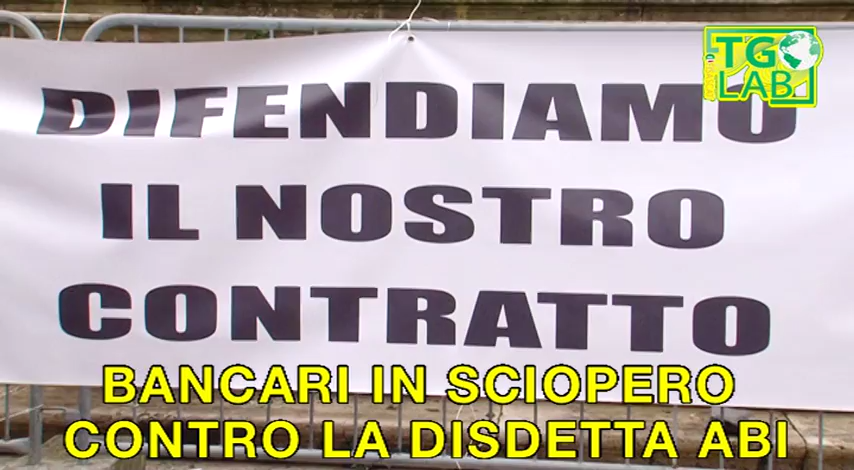 TG
LAB
DIFENDIAMO
IL NOSTRO
CONTRATTO
BANCARI IN SCIOPERO
CONTRO LA DISDETTA ABI